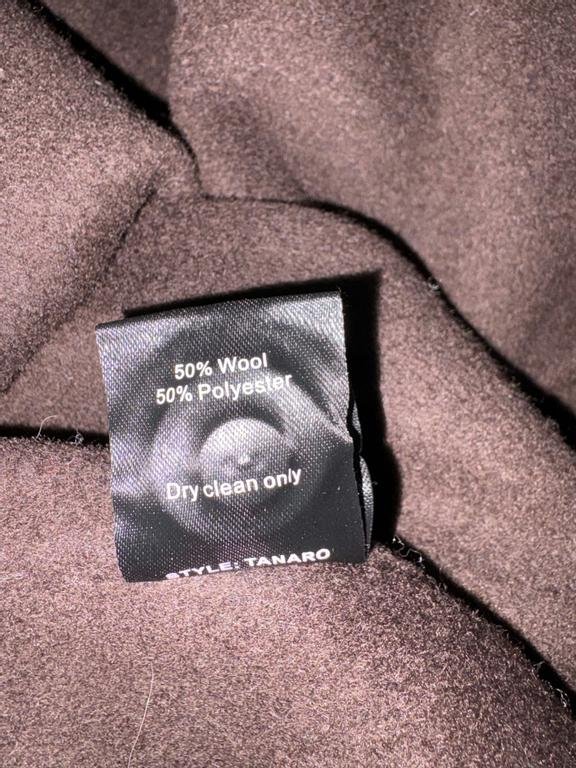 50% Wool
50% Polyester
Dry clean only
STYLE: TANARO